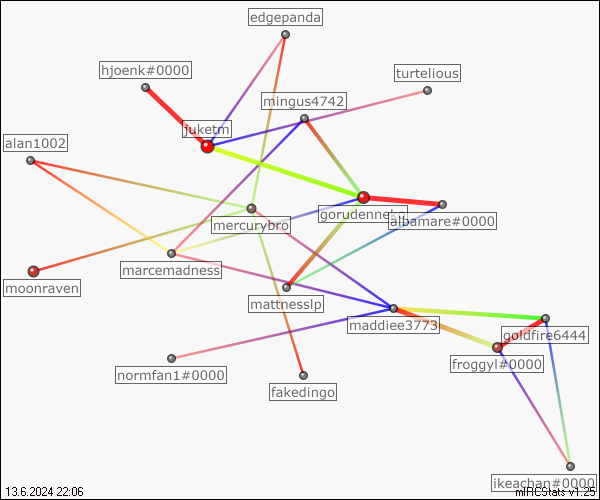 edgepanda
hjoenk#0000
turtelious
mingus4742
juketm
alan1002
gorudenneko
albamare#0000
mercurybro
marcemadness
moonraven
mattnesslp
maddiee3773
goldfire6444
froggyl#0000
normfan1#0000
fakedingo
ikeachan#0000
13.6.2024 22:06
mIRCStats v1.25